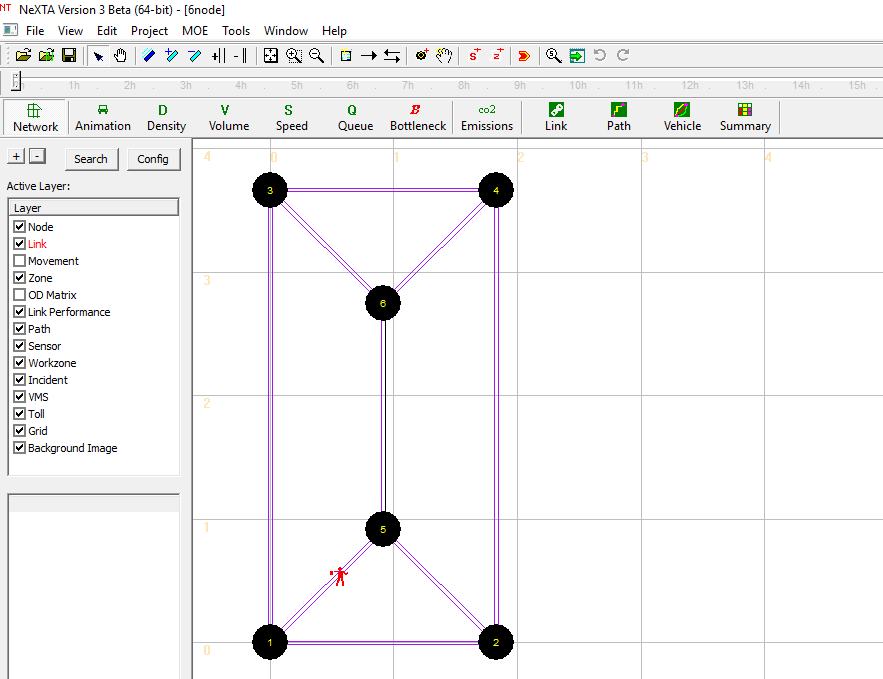 NeXTA Version 3 Beta (64-bit) - [6node]
File View Edit Project MOE Tools Window Help
1h 2h 3h 4h 5h 6h 7h 8h 9h 10h 11h 12h 13h 14h 15h
Network Animation D Density V Volume S Speed Q Queue B Bottleneck co2 Emissions Link Path Vehicle Summary
+ - Search Config
Active Layer:
Layer
Node
Link
Movement
Zone
OD Matrix
Link Performance
Path
Sensor
Workzone
Incident
VMS
Toll
Grid
Background Image
4 0 1 2 3 4
3 4
3
6
2
1
5
1 2
0